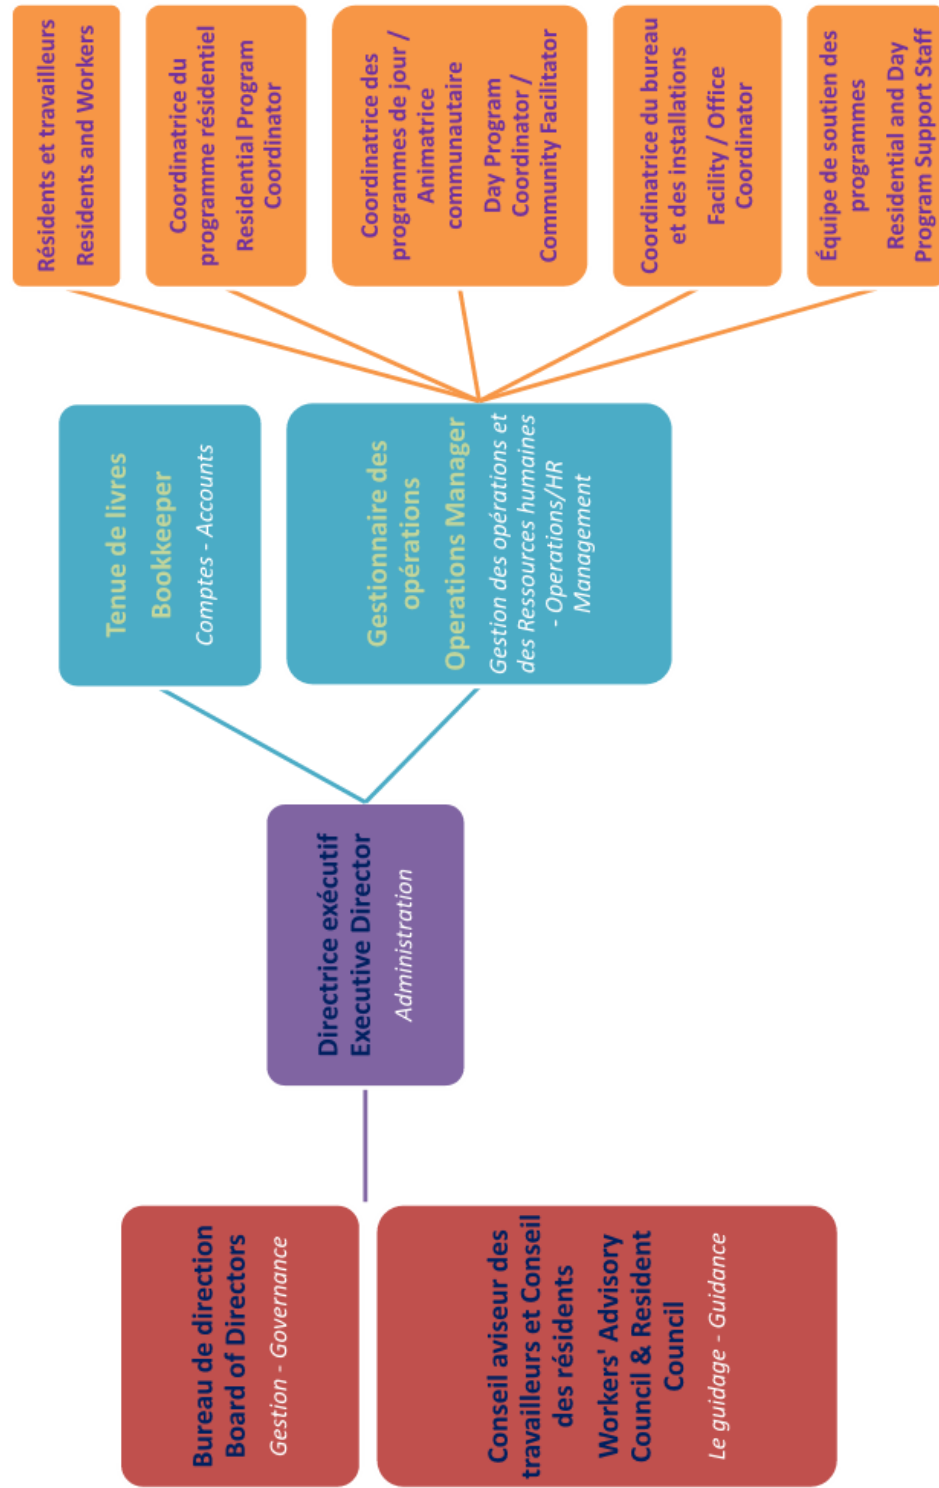 Bureau de direction
Board of Directors
Gestion - Governance
Conseil aviseur des
travailleurs et Conseil
des résidents
Workers' Advisory
Council & Resident
Council
Le guidage - Guidance
Directrice exécutif
Executive Director
Administration
Tenue de livres
Bookkeeper
Comptes - Accounts
Gestionnaire des
opérations
Operations Manager
Gestion des opérations et
des Ressources humaines
- Operations/HR
Management
Résidents et travailleurs
Residents and Workers
Coordinatrice du
programme résidentiel
Residential Program
Coordinator
Coordinatrice des
programmes de jour /
Animatrice
communautaire
Day Program
Coordinator /
Community Facilitator
Coordinatrice du bureau
et des installations
Facility / Office
Coordinator
Équipe de soutien des
programmes
Residential and Day
Program Support Staff